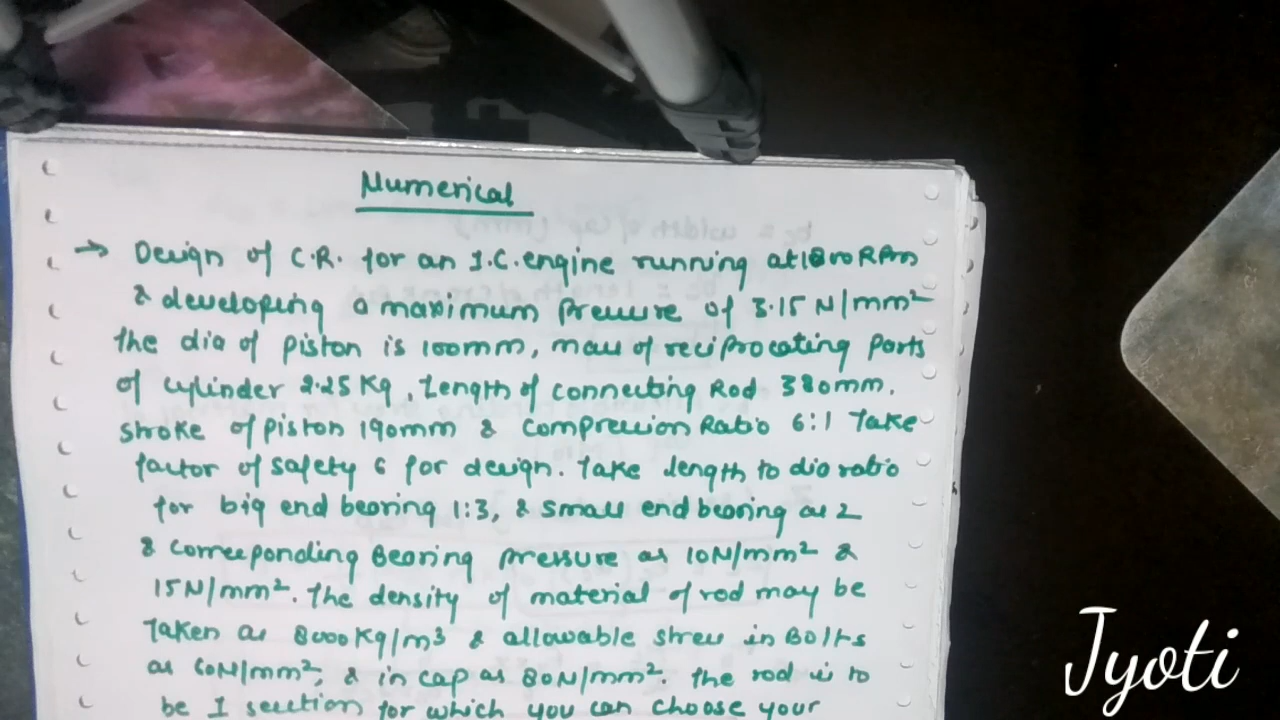 Numerical
→ Design of C.R. for an I.C. engine running at 1800 RPm
& developing a maximum pressure of 3.15 N/mm²
the dia of piston is 100mm, mass of reciprocating parts
of cylinder 2.25 Kg, Length of connecting Rod 380mm.
stroke of piston 190mm & compression Ratio 6:1 Take
factor of safety 6 for design. Take length to dia ratio
for big end bearing 1:3, & small end bearing as 2
& corresponding Bearing pressure as 10N/mm² &
15N/mm². The density of material of rod may be
Taken as 8000 Kg/m³ & allowable stress in Bolts
as 60N/mm², & in cap as 80N/mm². the rod is to
be I section for which you can choose your
Jyoti